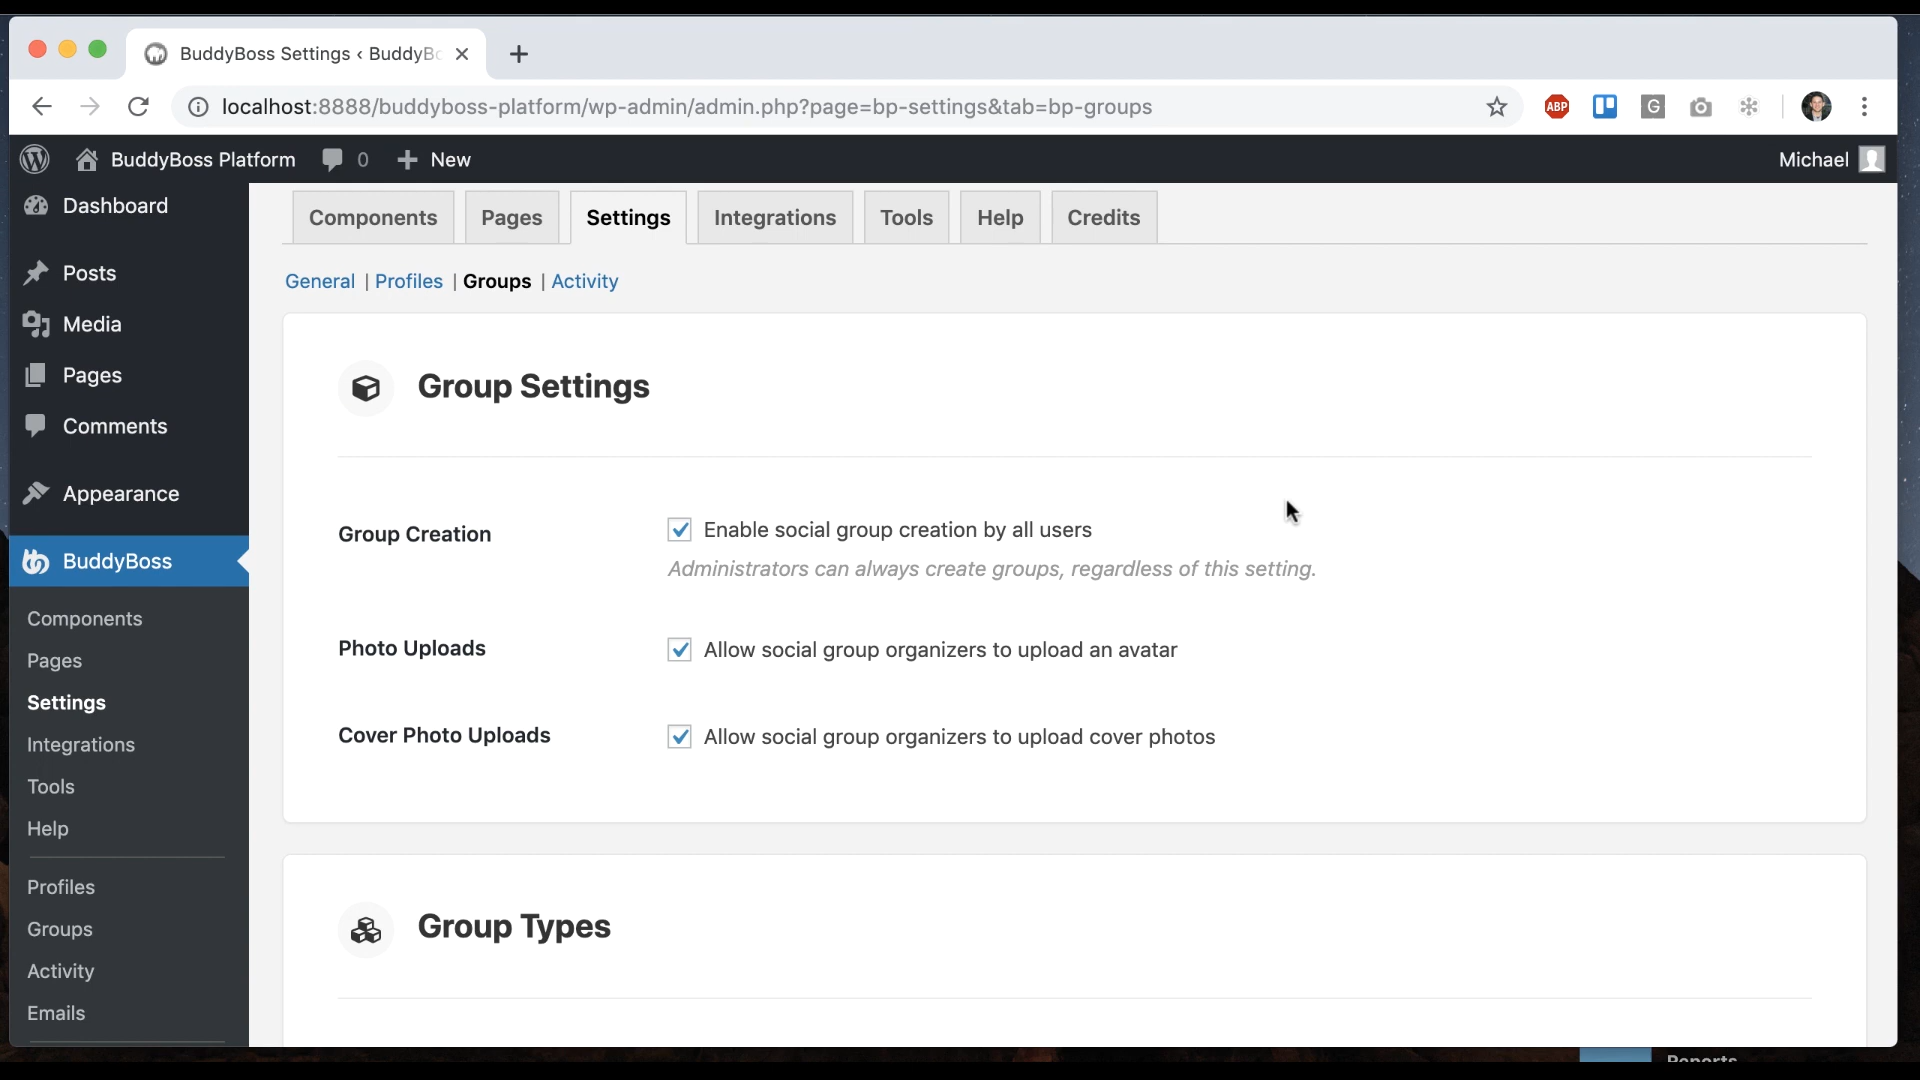 BuddyBoss Settings ‹ BuddyBo
localhost:8888/buddyboss-platform/wp-admin/admin.php?page=bp-settings&tab=bp-groups
ABP
G
BuddyBoss Platform 0 New
Michael
Dashboard
Posts
Media
Pages
Comments
Appearance
BuddyBoss
Components
Pages
Settings
Integrations
Tools
Help
Profiles
Groups
Activity
Emails
Components Pages Settings Integrations Tools Help Credits
General | Profiles | Groups | Activity
Group Settings
Group Creation
Enable social group creation by all users
Administrators can always create groups, regardless of this setting.
Photo Uploads
Allow social group organizers to upload an avatar
Cover Photo Uploads
Allow social group organizers to upload cover photos
Group Types
Reports